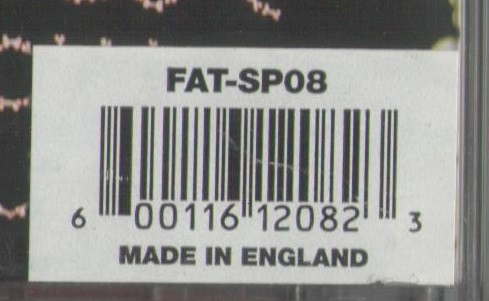 FAT-SP08
6 00116 12082 3
MADE IN ENGLAND